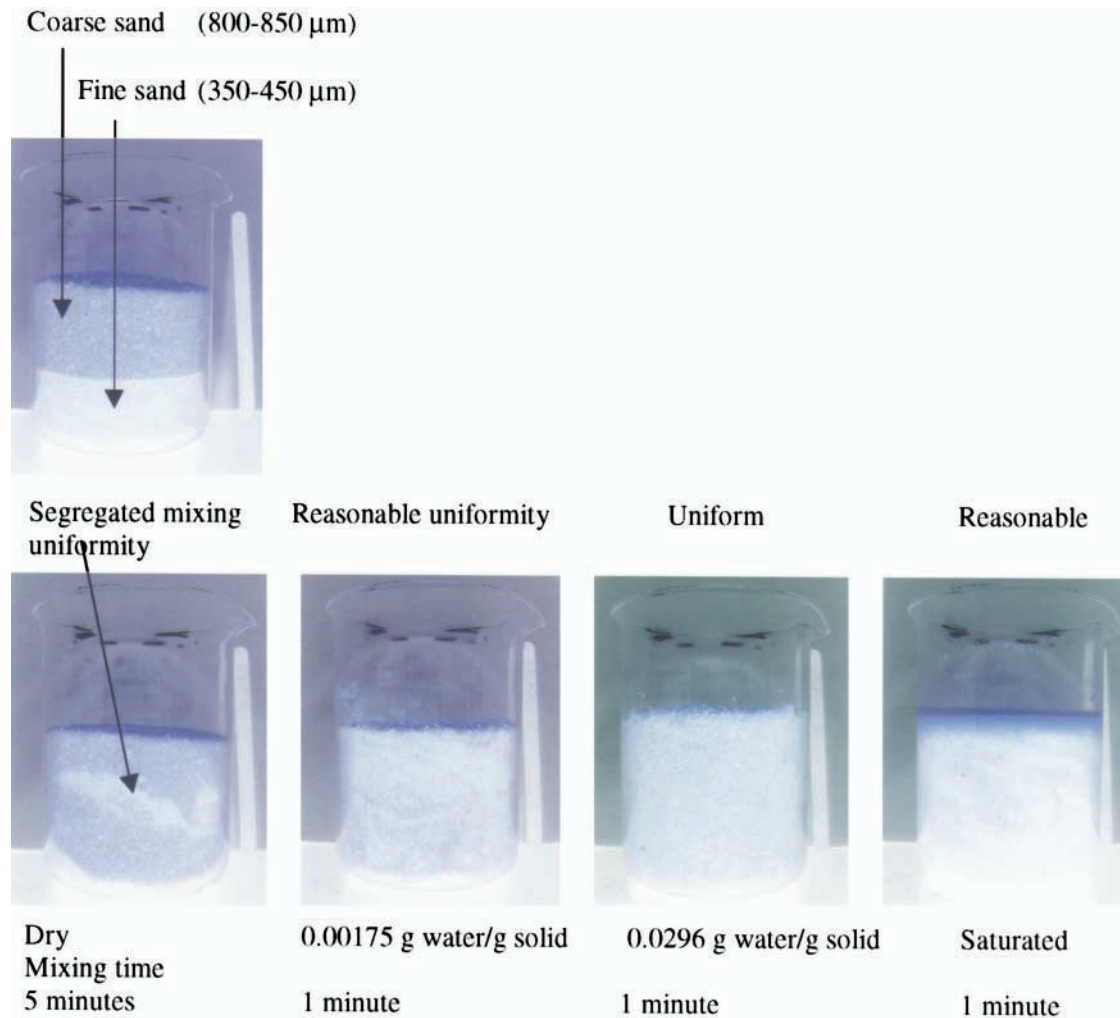 Coarse sand (800-850 μm)
Fine sand (350-450 μm)
Segregated mixing
uniformity
Reasonable uniformity
Uniform
Reasonable
Dry
Mixing time
5 minutes
0.00175 g water/g solid
1 minute
0.0296 g water/g solid
1 minute
Saturated
1 minute